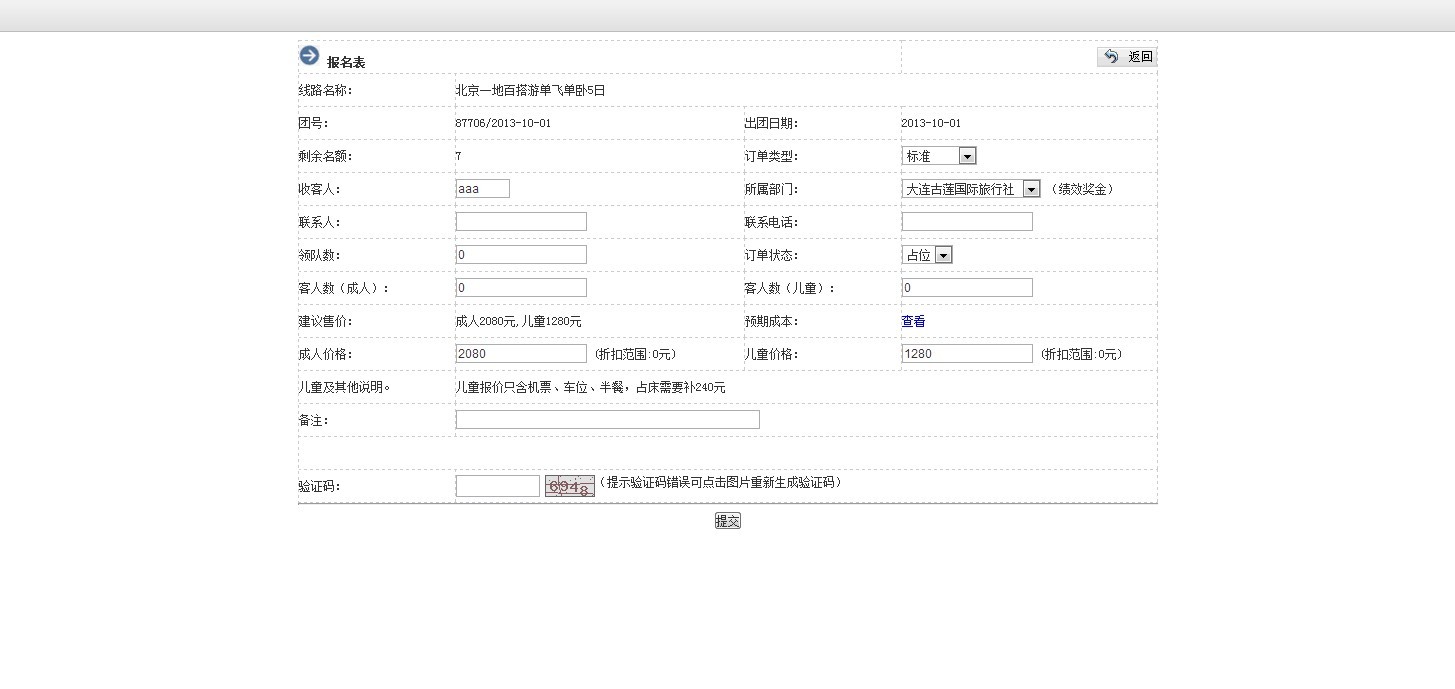 报名表 返回
线路名称: 北京一地百搭游单飞单卧5日
团号: 87706/2013-10-01 出团日期: 2013-10-01
剩余名额: 7 订单类型: 标准
收客人: aaa 所属部门: 大连古莲国际旅行社 （绩效奖金）
联系人: 联系电话:
领队数: 0 订单状态: 占位
客人数（成人）: 0 客人数（儿童）: 0
建议售价: 成人2080元,儿童1280元 预期成本: 查看
成人价格: 2080 (折扣范围:0元) 儿童价格: 1280 (折扣范围:0元)
儿童及其他说明。 儿童报价只含机票、车位、半餐，占床需要补240元
备注:
验证码: 6948 （提示验证码错误可点击图片重新生成验证码）
提交